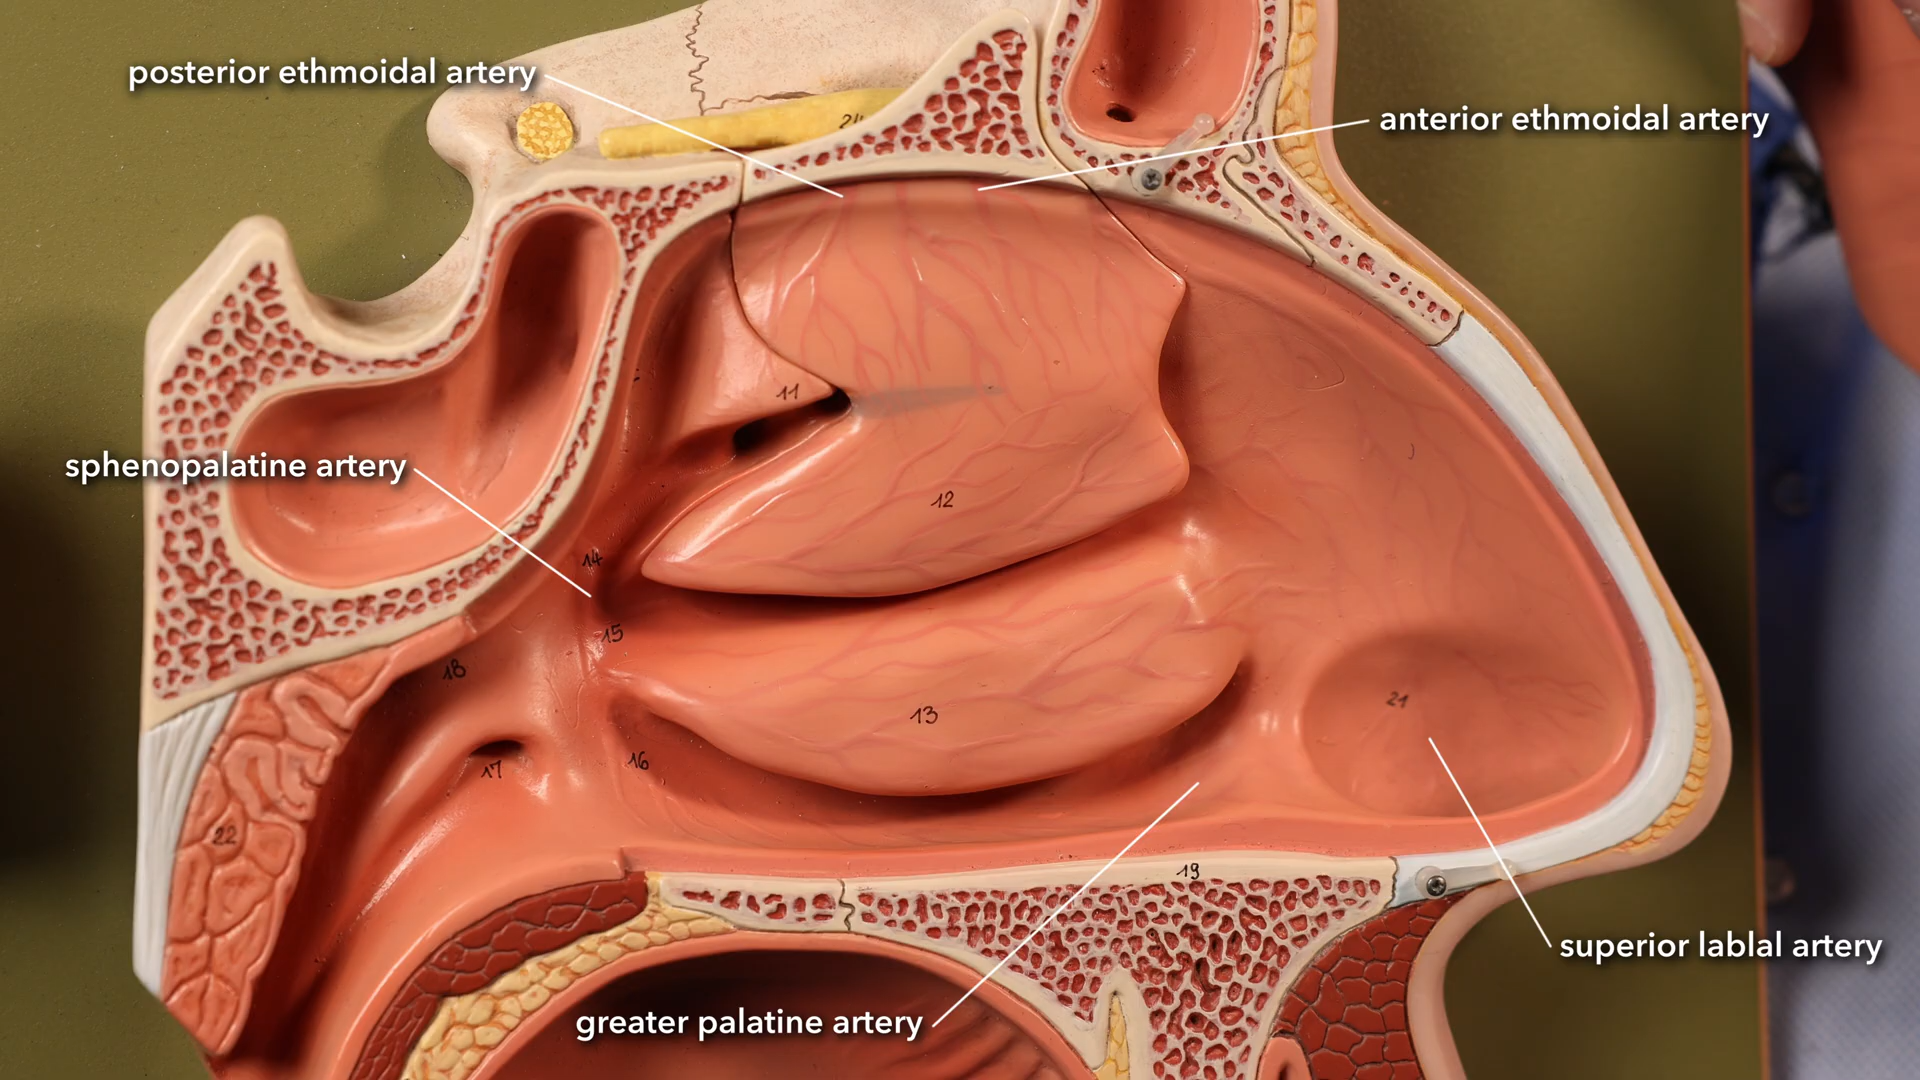 posterior ethmoidal artery
anterior ethmoidal artery
24
11
sphenopalatine artery
12
14
15
18
13
21
16
17
22
19
superior lablal artery
greater palatine artery